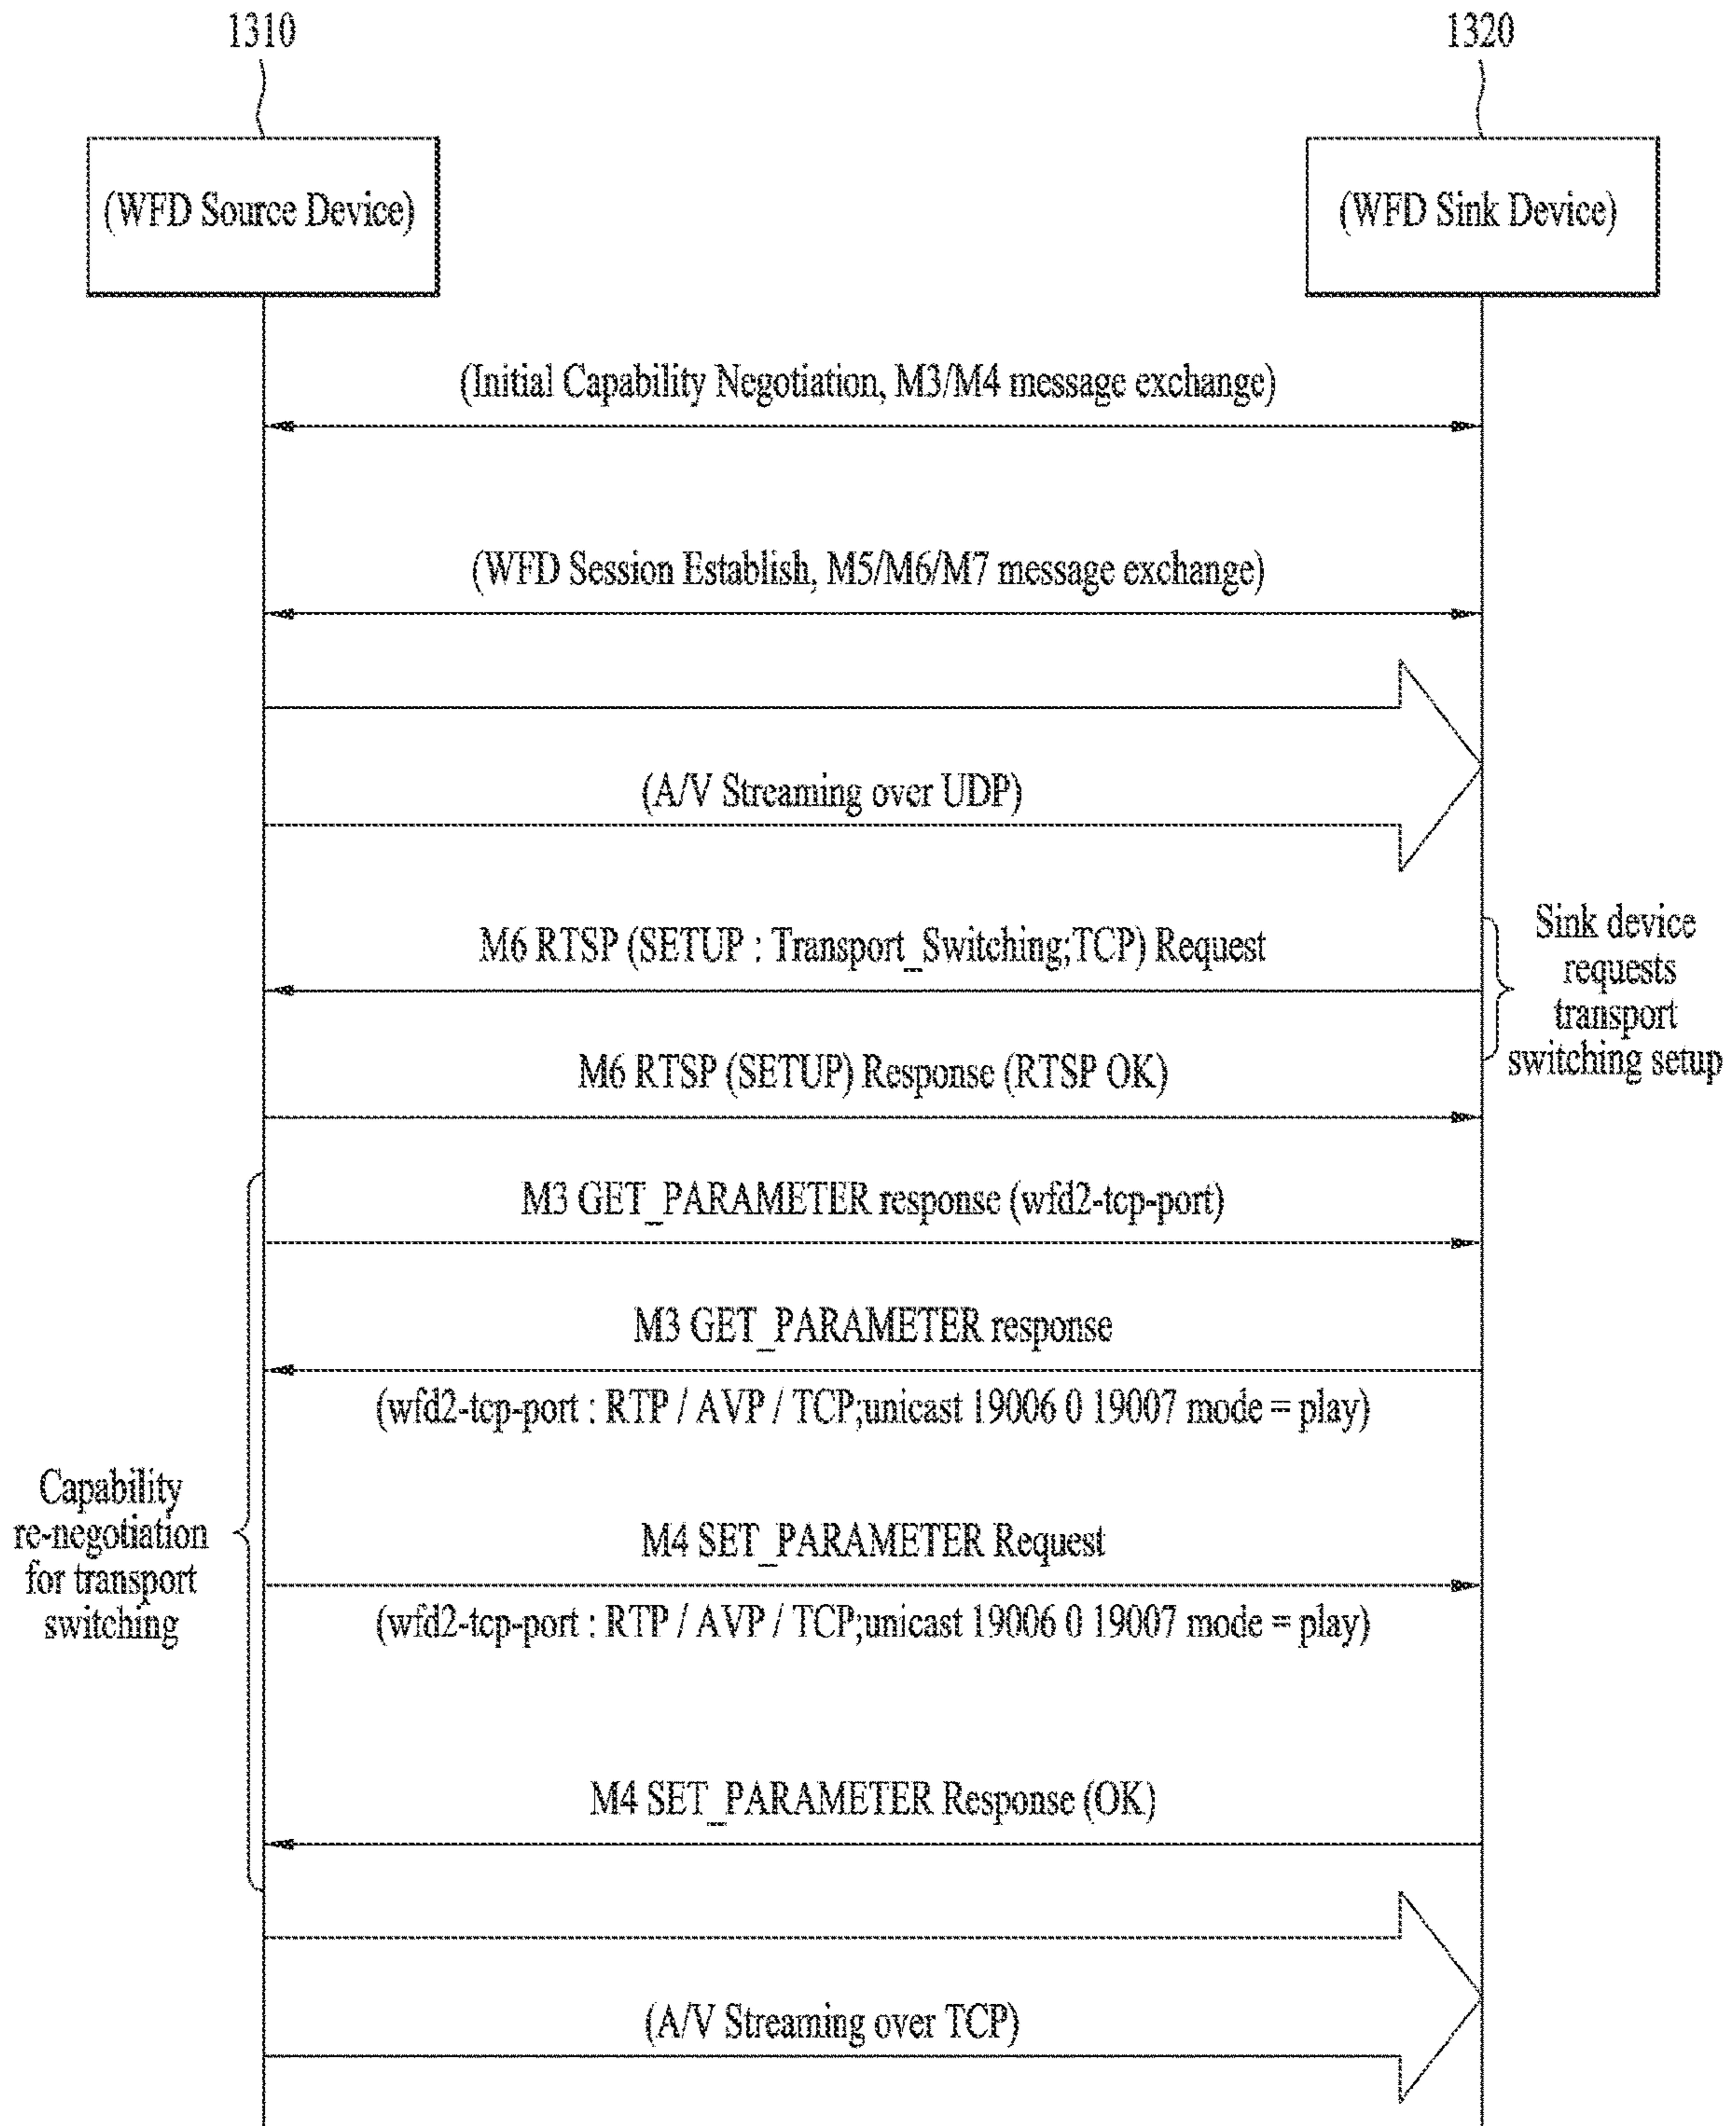 1310
1320
(WFD Source Device)
(WFD Sink Device)
(Initial Capability Negotiation, M3/M4 message exchange)
(WFD Session Establish, M5/M6/M7 message exchange)
(A/V Streaming over UDP)
M6 RTSP (SETUP : Transport_Switching;TCP) Request
Sink device
requests
transport
switching setup
M6 RTSP (SETUP) Response (RTSP OK)
M3 GET_PARAMETER response (wfd2-tcp-port)
M3 GET_PARAMETER response
(wfd2-tcp-port : RTP / AVP / TCP;unicast 19006 0 19007 mode = play)
Capability
re-negotiation
for transport
switching
M4 SET_PARAMETER Request
(wfd2-tcp-port : RTP / AVP / TCP;unicast 19006 0 19007 mode = play)
M4 SET_PARAMETER Response (OK)
(A/V Streaming over TCP)